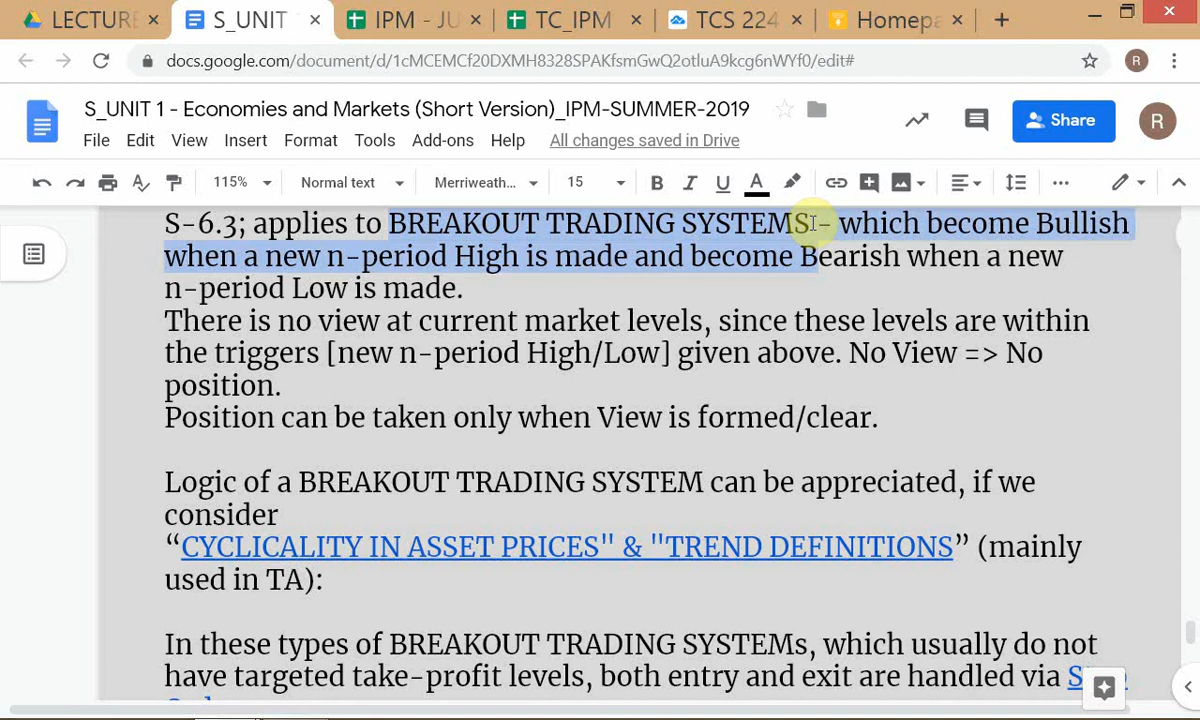 LECTUR
S_UNIT
IPM - JU
TC_IPM
TCS 224
Homepa
docs.google.com/document/d/1cMCEMCf20DXMH8328SPAKfsmGwQ2otluA9kcg6nWYf0/edit#
R
S_UNIT 1 - Economies and Markets (Short Version)_IPM-SUMMER-2019
Share
R
File Edit View Insert Format Tools Add-ons Help All changes saved in Drive
115% Normal text Merriweath... 15 B I U A
S-6.3; applies to BREAKOUT TRADING SYSTEMS - which become Bullish
when a new n-period High is made and become Bearish when a new
n-period Low is made.
There is no view at current market levels, since these levels are within
the triggers [new n-period High/Low] given above. No View => No
position.
Position can be taken only when View is formed/clear.
Logic of a BREAKOUT TRADING SYSTEM can be appreciated, if we
consider
“CYCLICALITY IN ASSET PRICES" & "TREND DEFINITIONS” (mainly
used in TA):
In these types of BREAKOUT TRADING SYSTEMs, which usually do not
have targeted take-profit levels, both entry and exit are handled via